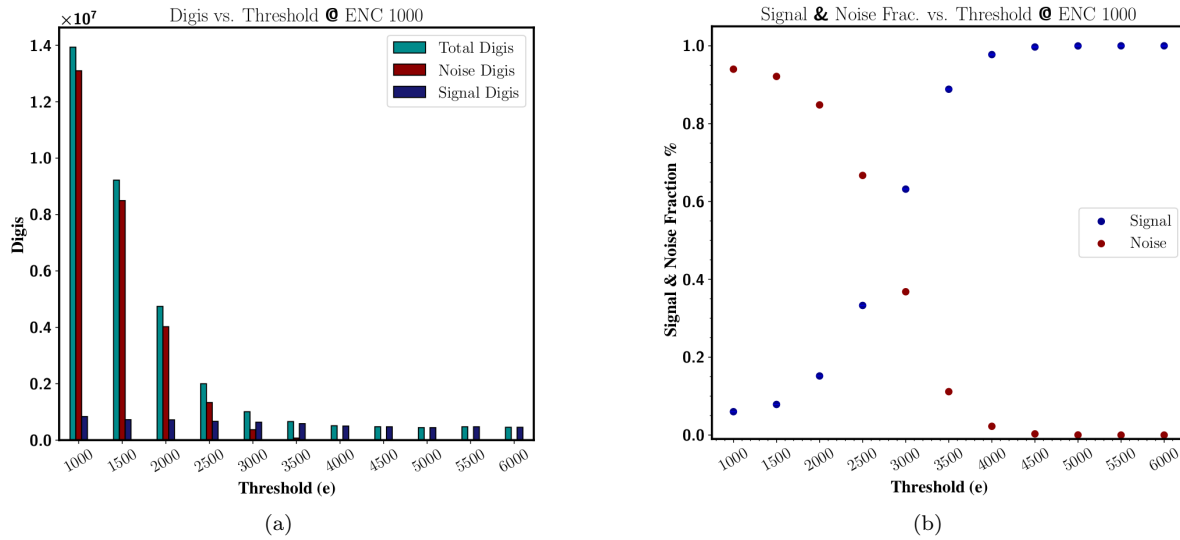 Digis vs. Threshold @ ENC 1000
×10⁷
1.4
1.2
1.0
0.8
0.6
0.4
0.2
0.0
Digis
Total Digis
Noise Digis
Signal Digis
1000 1500 2000 2500 3000 3500 4000 4500 5000 5500 6000
Threshold (e)
(a)
Signal & Noise Frac. vs. Threshold @ ENC 1000
1.0
0.8
0.6
0.4
0.2
0.0
Signal & Noise Fraction %
Signal
Noise
1000 1500 2000 2500 3000 3500 4000 4500 5000 5500 6000
Threshold (e)
(b)